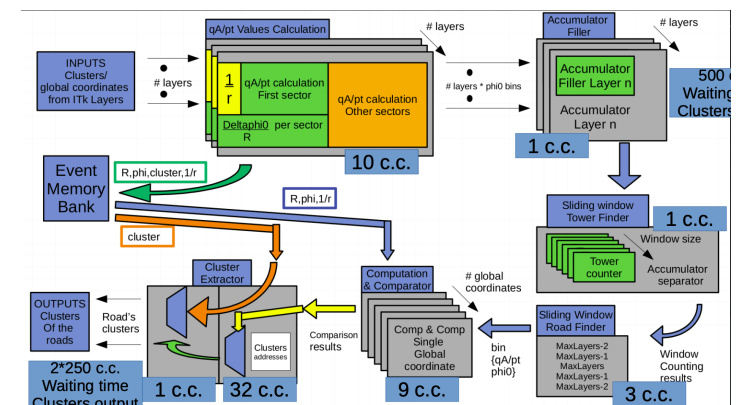 qA/pt Values Calculation
# layers
Accumulator
Filler
# layers
INPUTS
Clusters/
global coordinates
from ITk Layers
# layers
1
r
qA/pt calculation
First sector
qA/pt calculation
Other sectors
Deltaphi0 per sector
R
# layers * phi0 bins
Accumulator
Filler Layer n
Accumulator
Layer n
500
Waiting
Clusters
10 c.c.
1 c.c.
Event
Memory
Bank
R,phi,cluster,1/r
R,phi,1/r
cluster
Sliding window
Tower Finder
1 c.c.
Window size
Tower
counter
Accumulator
separator
Cluster
Extractor
Computation
& Comparator
# global
coordinates
OUTPUTS
Clusters
Of the
roads
Road's
clusters
Clusters
addresses
Comparison
results
Comp & Comp
Single
Global
coordinate
bin
{qA/pt
phi0}
Sliding Window
Road Finder
MaxLayers-2
MaxLayers-1
MaxLayers
MaxLayers-1
MaxLayers-2
Window
Counting
results
2*250 c.c.
Waiting time
Clusters output
1 c.c.
32 c.c.
9 c.c.
3 c.c.